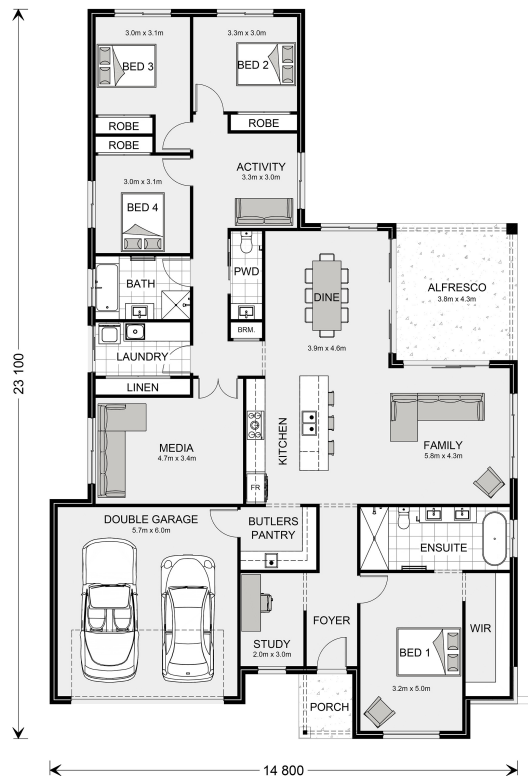 3.0m x 3.1m
BED 3
3.3m x 3.0m
BED 2
ROBE
ROBE
ROBE
ACTIVITY
3.3m x 3.0m
3.0m x 3.1m
BED 4
BATH
PWD
DINE
ALFRESCO
3.8m x 4.3m
BRM.
3.9m x 4.6m
LAUNDRY
LINEN
23 100
MEDIA
4.7m x 3.4m
KITCHEN
FAMILY
5.8m x 4.3m
FR
DOUBLE GARAGE
5.7m x 6.0m
BUTLERS
PANTRY
ENSUITE
FOYER
WIR
STUDY
2.0m x 3.0m
BED 1
3.2m x 5.0m
PORCH
14 800